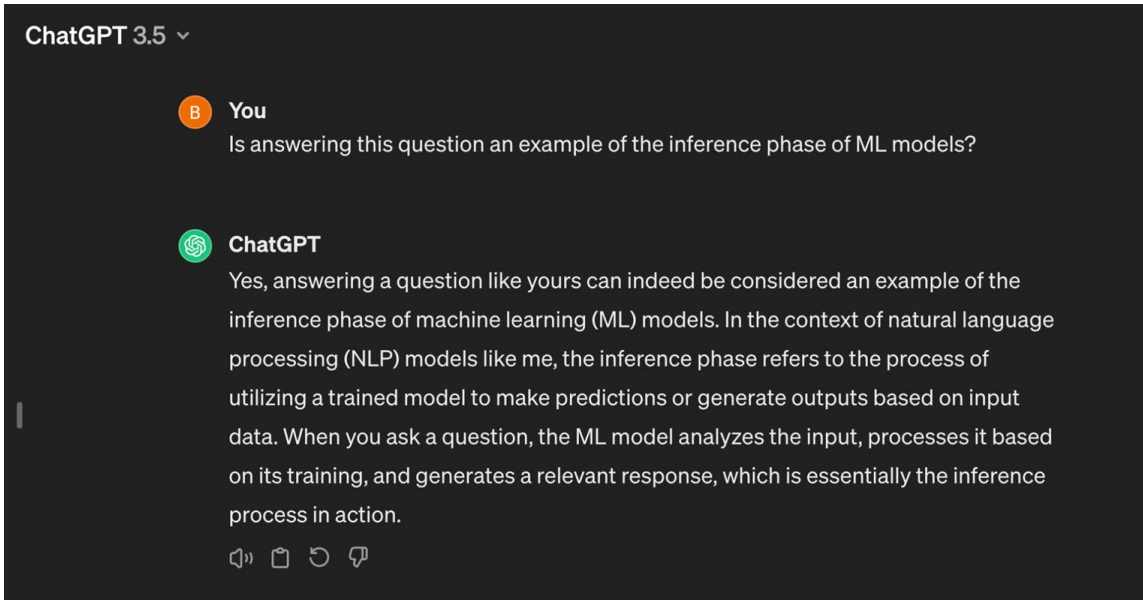 ChatGPT 3.5
B
You
Is answering this question an example of the inference phase of ML models?
ChatGPT
Yes, answering a question like yours can indeed be considered an example of the
inference phase of machine learning (ML) models. In the context of natural language
processing (NLP) models like me, the inference phase refers to the process of
utilizing a trained model to make predictions or generate outputs based on input
data. When you ask a question, the ML model analyzes the input, processes it based
on its training, and generates a relevant response, which is essentially the inference
process in action.